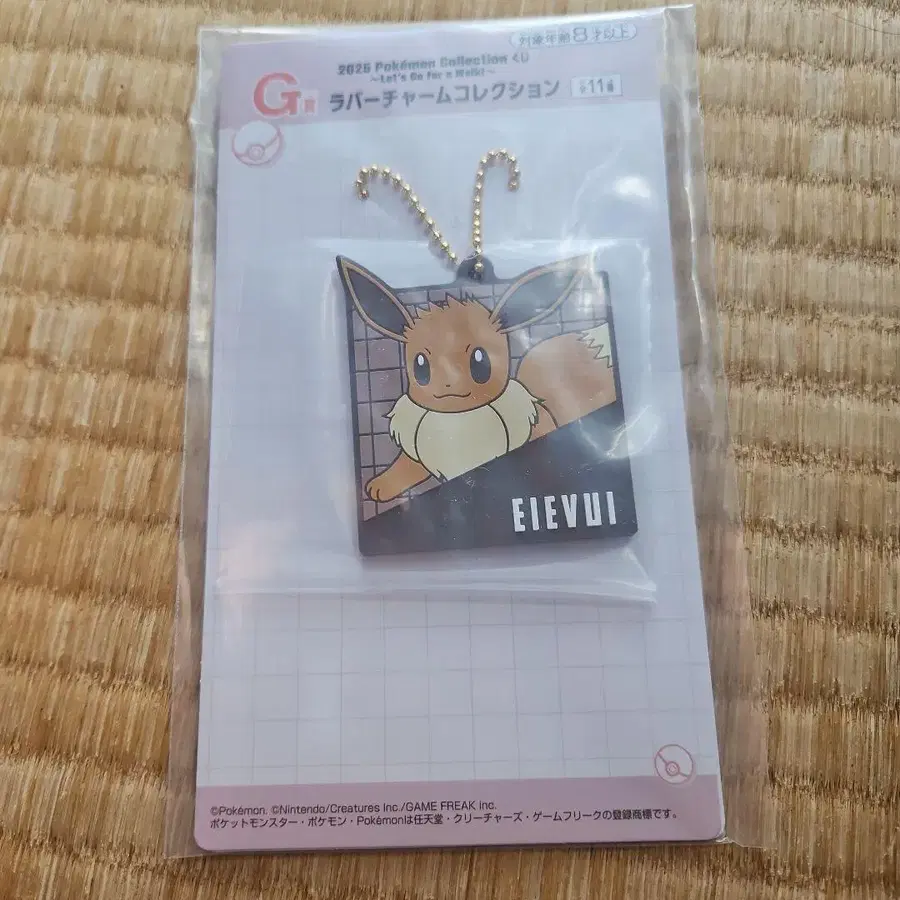 対象年齢8才以上
2025 Pokémon Collection くじ
～Let's Go for a Walk!～
G賞 ラバーチャームコレクション 全11種
EIEVUI
©Pokémon. ©Nintendo/Creatures Inc./GAME FREAK inc.
ポケットモンスター・ポケモン・Pokémonは任天堂・クリーチャーズ・ゲームフリークの登録商標です。